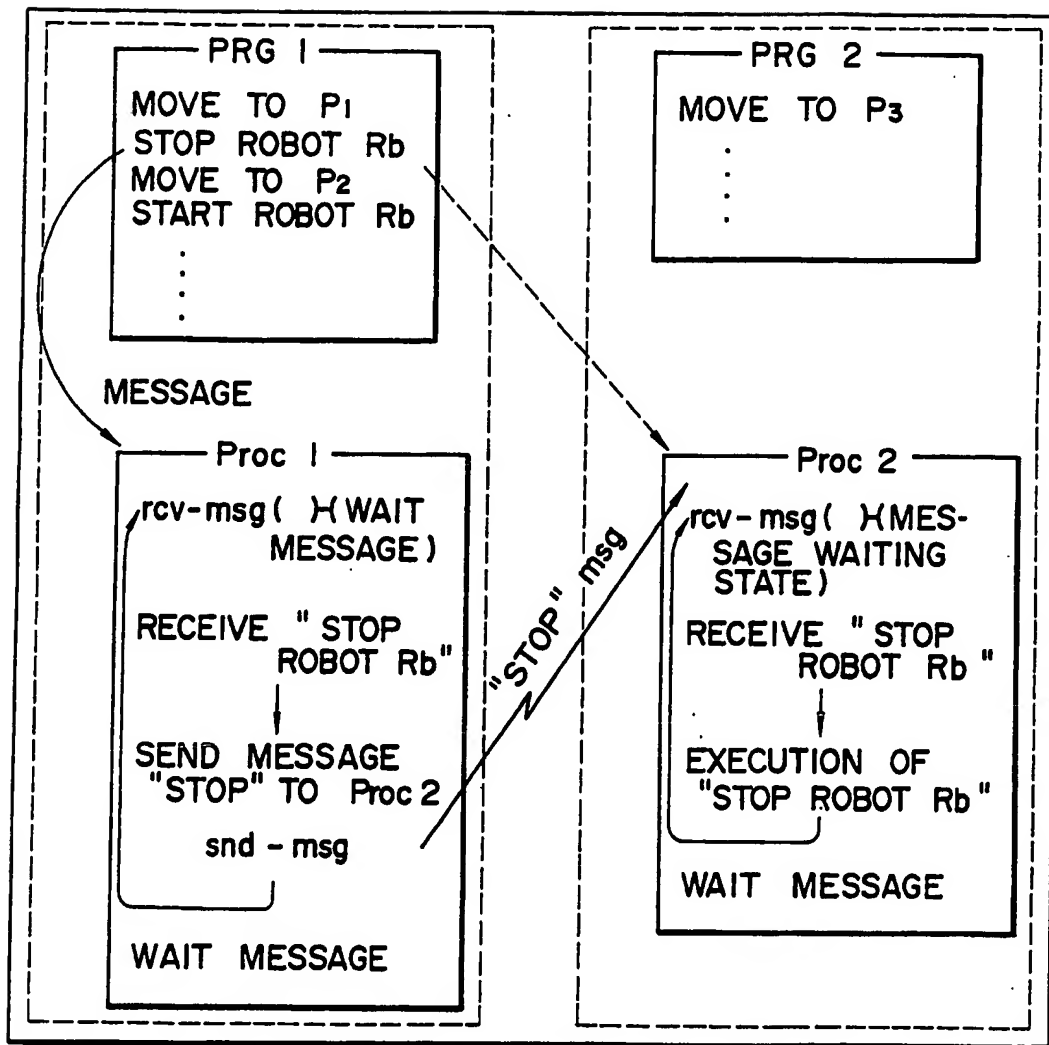 PRG 1
MOVE TO P1
STOP ROBOT Rb
MOVE TO P2
START ROBOT Rb
MESSAGE
Proc 1
rcv-msg( )-(WAIT
MESSAGE)
RECEIVE "STOP
ROBOT Rb"
SEND MESSAGE
"STOP" TO Proc 2
snd-msg
WAIT MESSAGE
"STOP" msg
PRG 2
MOVE TO P3
Proc 2
rcv-msg( )-(MES-
SAGE WAITING
STATE)
RECEIVE "STOP
ROBOT Rb"
EXECUTION OF
"STOP ROBOT Rb"
WAIT MESSAGE